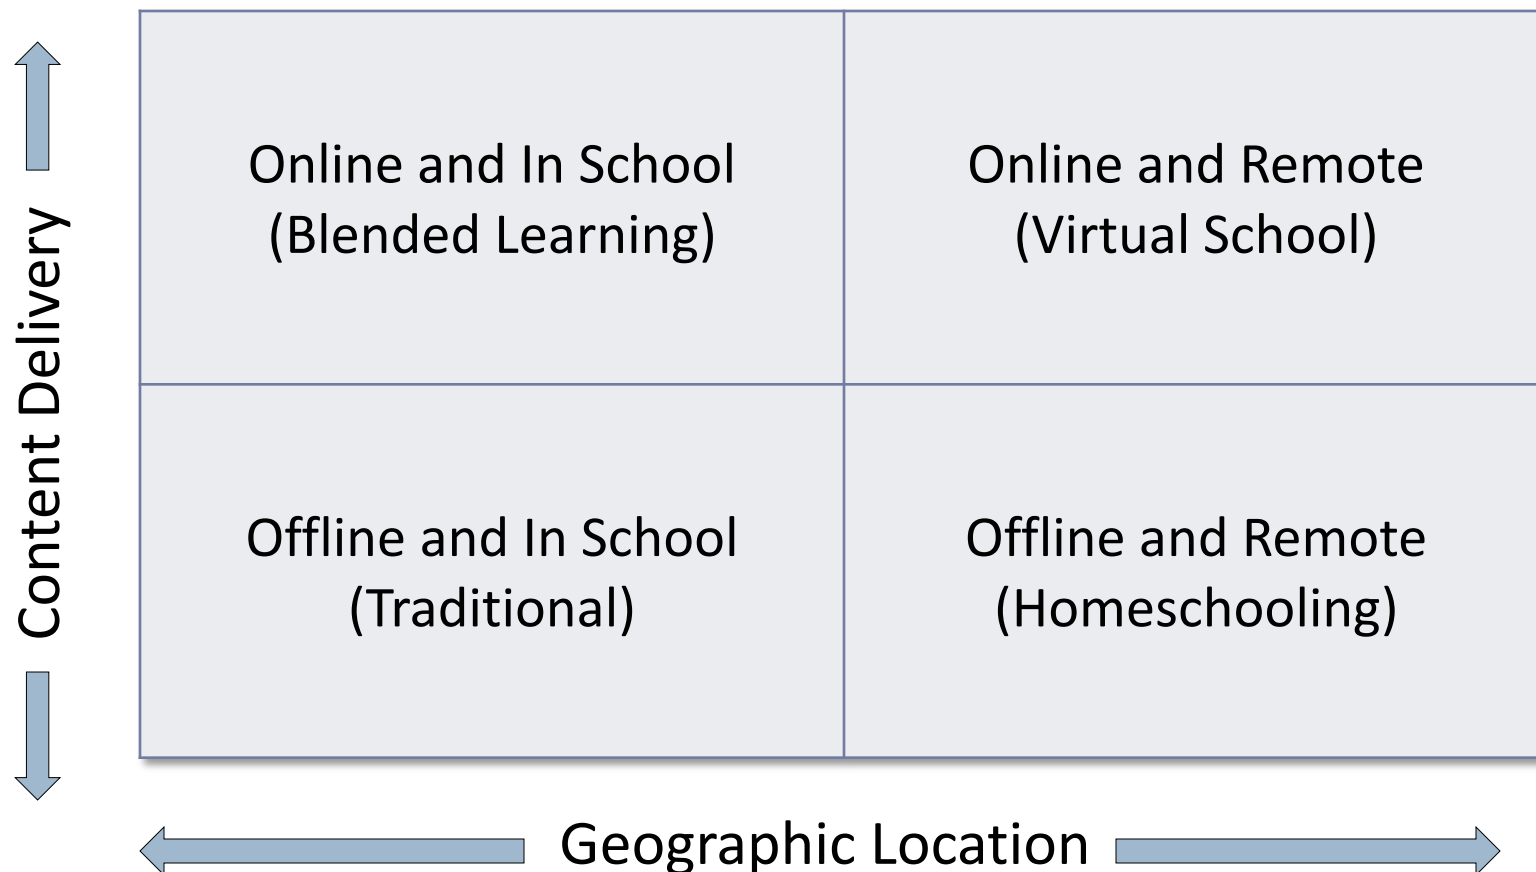 Content Delivery
Online and In School
(Blended Learning)
Online and Remote
(Virtual School)
Offline and In School
(Traditional)
Offline and Remote
(Homeschooling)
Geographic Location